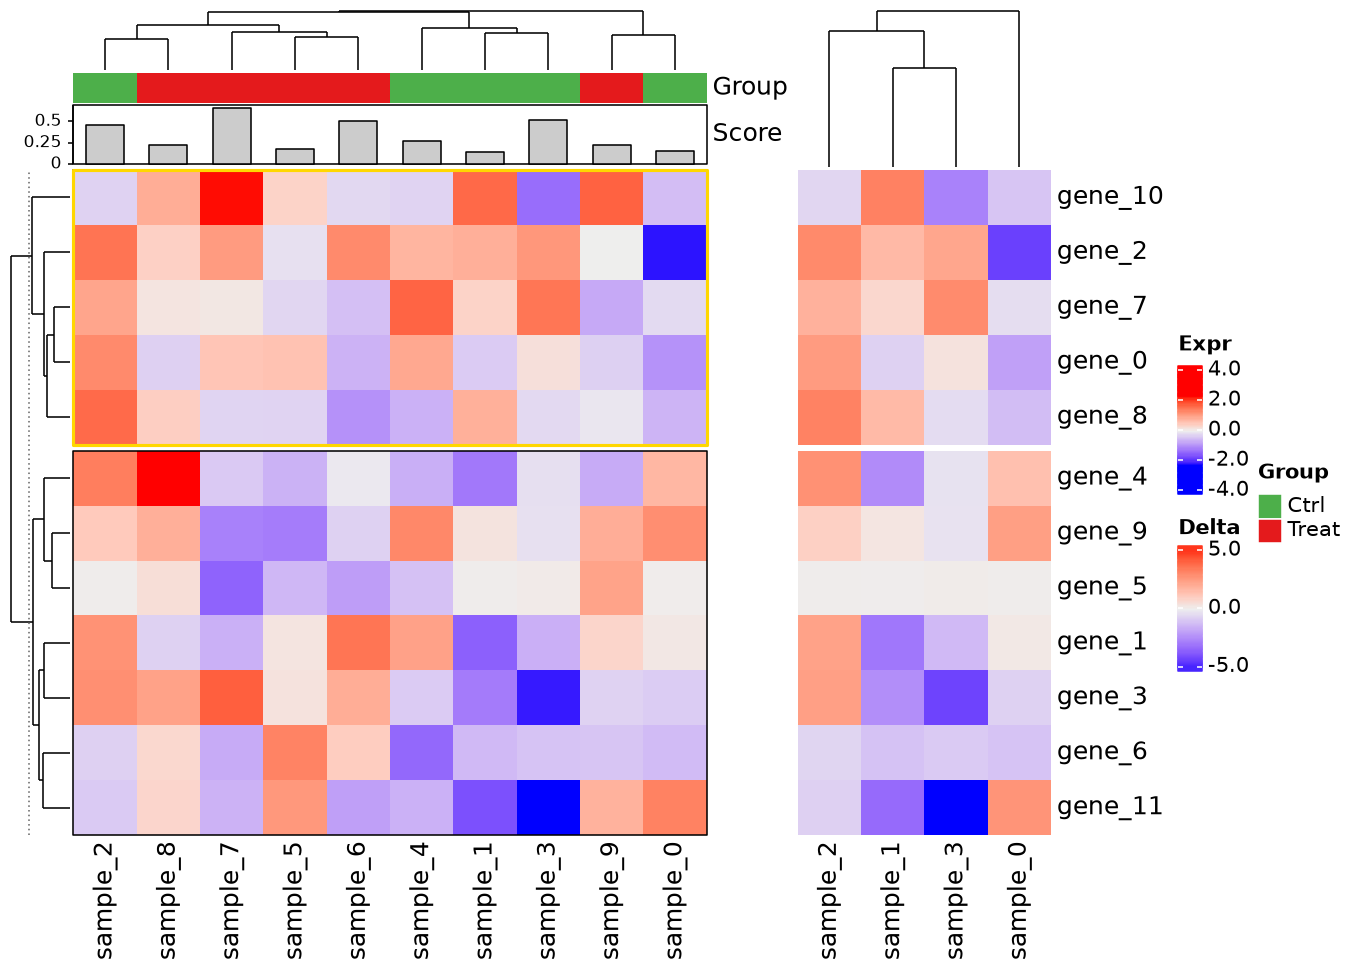 Group
0.5
0.25
0
Score
gene_10
gene_2
gene_7
gene_0
gene_8
gene_4
gene_9
gene_5
gene_1
gene_3
gene_6
gene_11
sample_2
sample_8
sample_7
sample_5
sample_6
sample_4
sample_1
sample_3
sample_9
sample_0
sample_2
sample_1
sample_3
sample_0
Expr
4.0
2.0
0.0
-2.0
-4.0
Delta
5.0
0.0
-5.0
Group
Ctrl
Treat